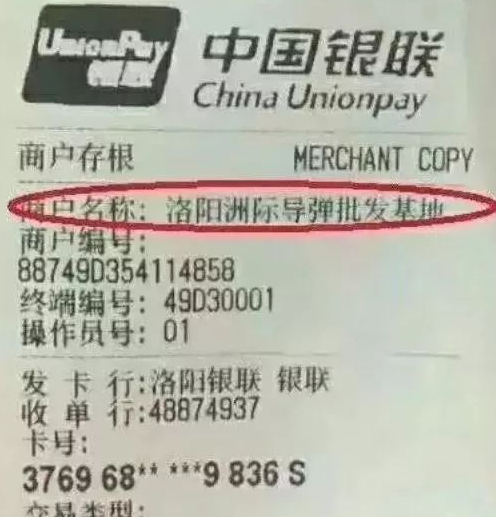 UnionPay
银联
中国银联
China Unionpay
商户存根 MERCHANT COPY
商户名称: 洛阳洲际导弹批发基地
商户编号:
88749D354114858
终端编号: 49D30001
操作员号: 01
发 卡 行:洛阳银联 银联
收 单 行:48874937
卡号:
3769 68** ***9 836 S
交易类型: